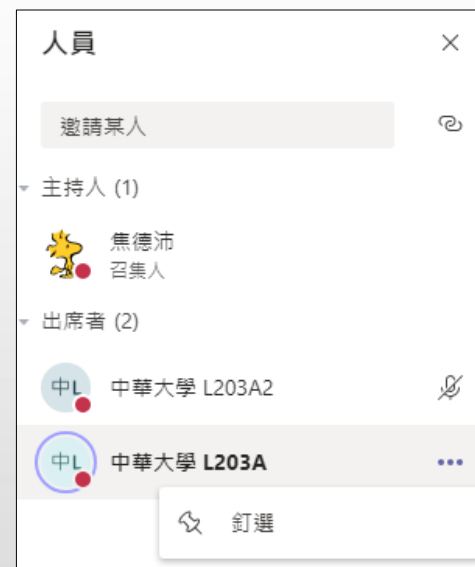 人員
邀請某人
主持人 (1)
焦德沛
召集人
出席者 (2)
中L 中華大學 L203A2
中L 中華大學 L203A
釘選